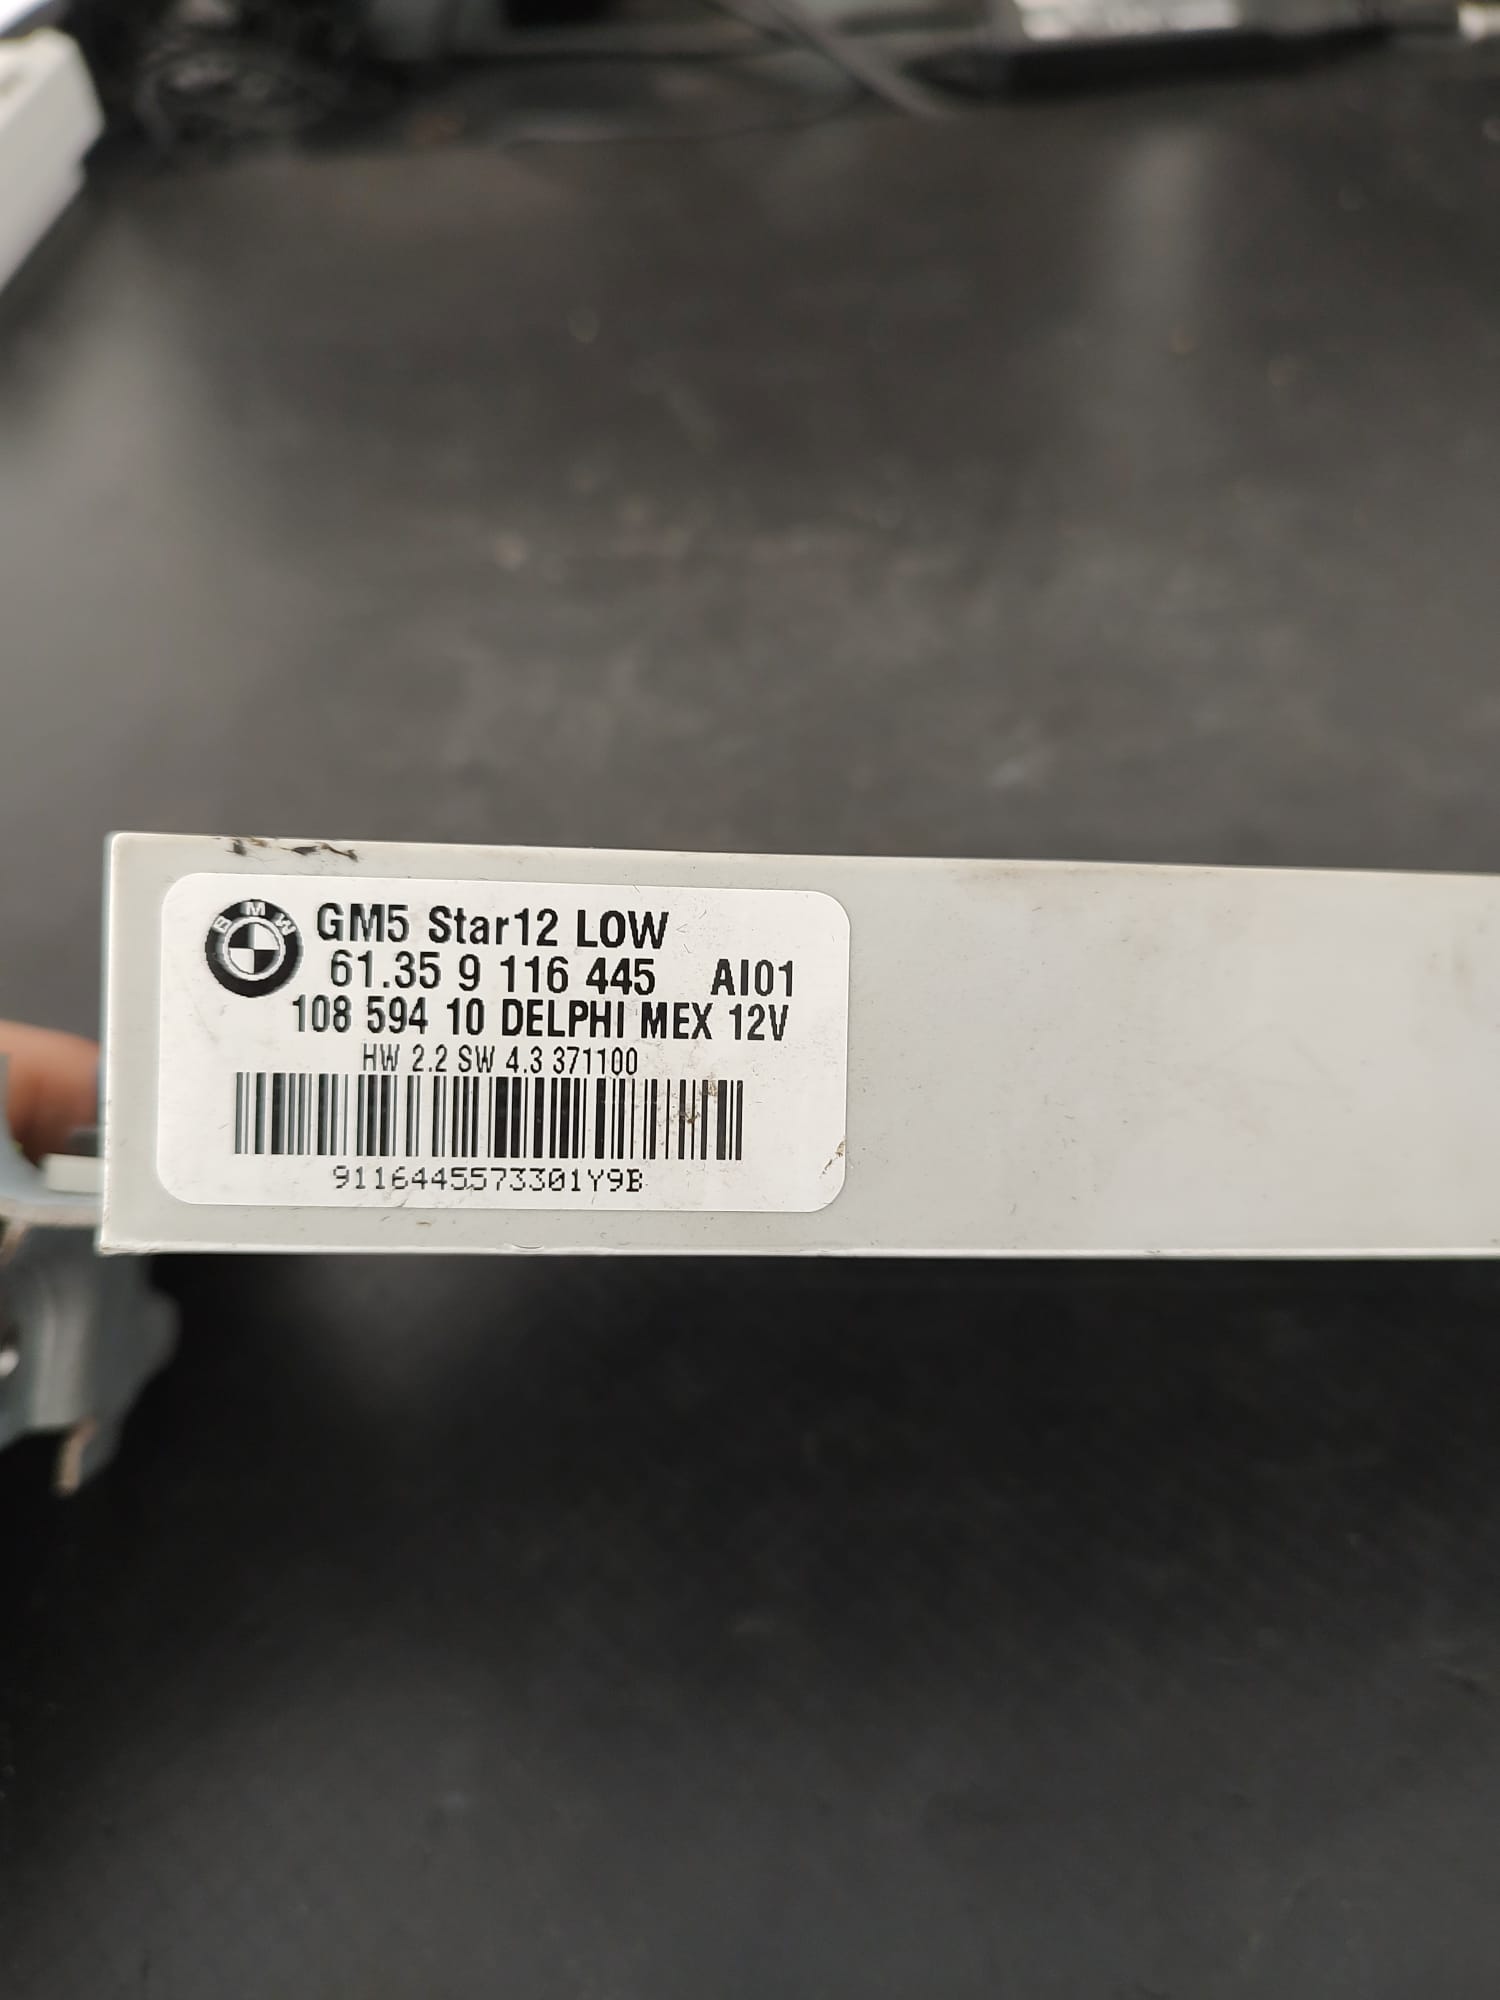 BMW
GM5 Star12 LOW
61.35 9 116 445 AI01
108 594 10 DELPHI MEX 12V
HW 2.2 SW 4.3 371100
9116445573301Y9B